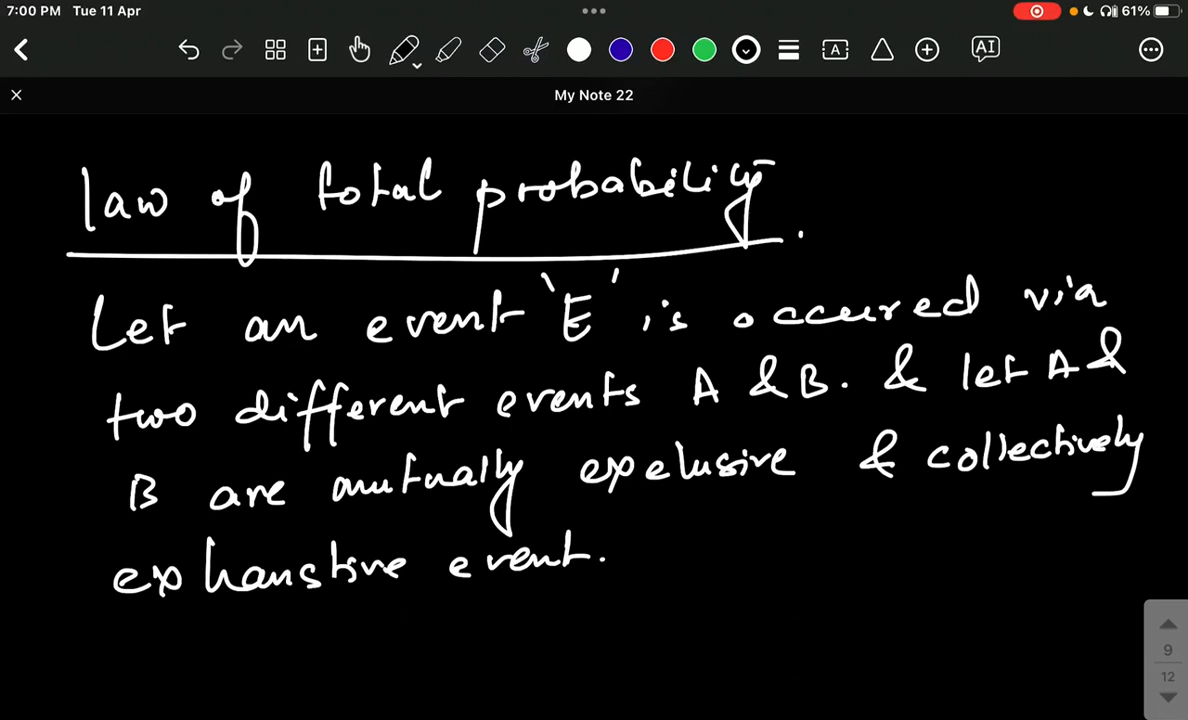 7:00 PM Tue 11 Apr
61%
A
AI
My Note 22
law of total probability.
Let an event 'E' is occured via
two different events A & B. & let A &
B are mutually exclusive & collectively
exhaustive event.
9
12